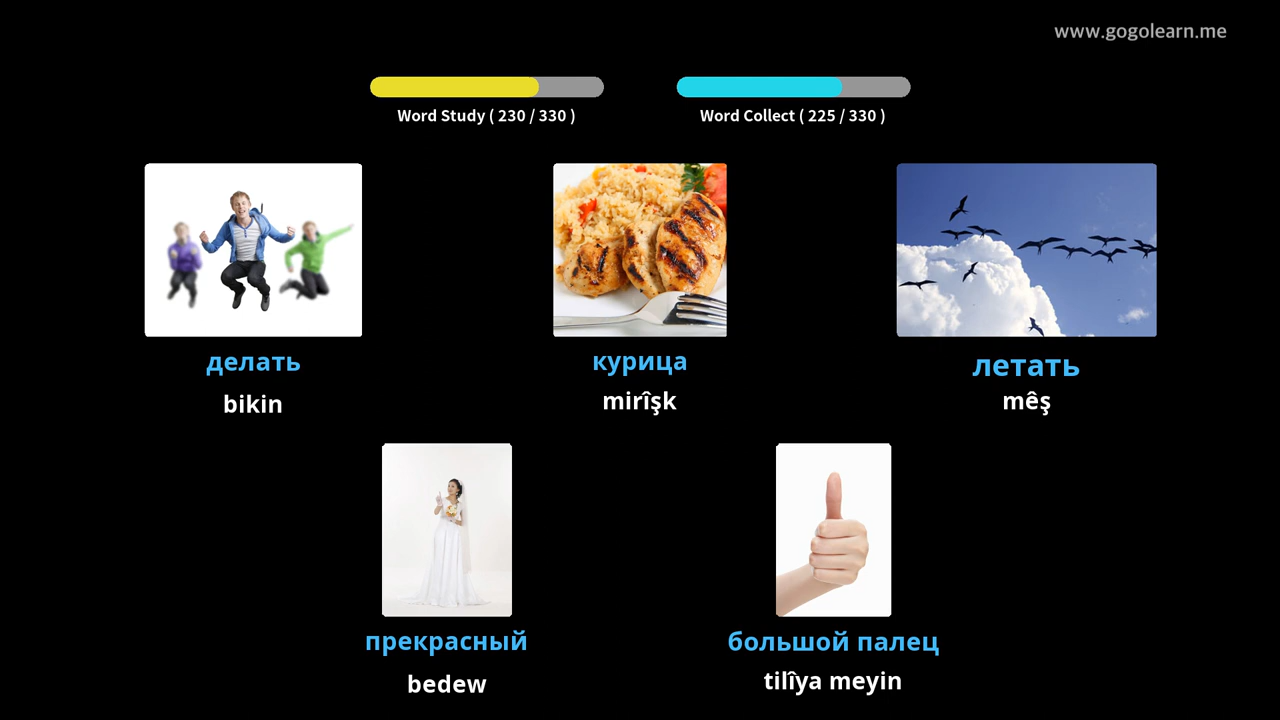 www.gogolearn.me
Word Study ( 230 / 330 )
Word Collect ( 225 / 330 )
делать
курица
летать
bikin
mirîşk
mêş
прекрасный
большой палец
bedew
tilîya meyin